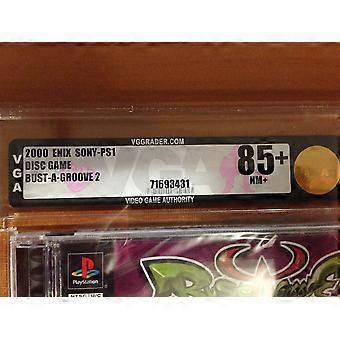 VGGRADER.COM
VGA
2000 ENIX SONY-PS1
DISC GAME
BUST-A-GROOVE 2
71693431
85+
NM+
VIDEO GAME AUTHORITY
PlayStation